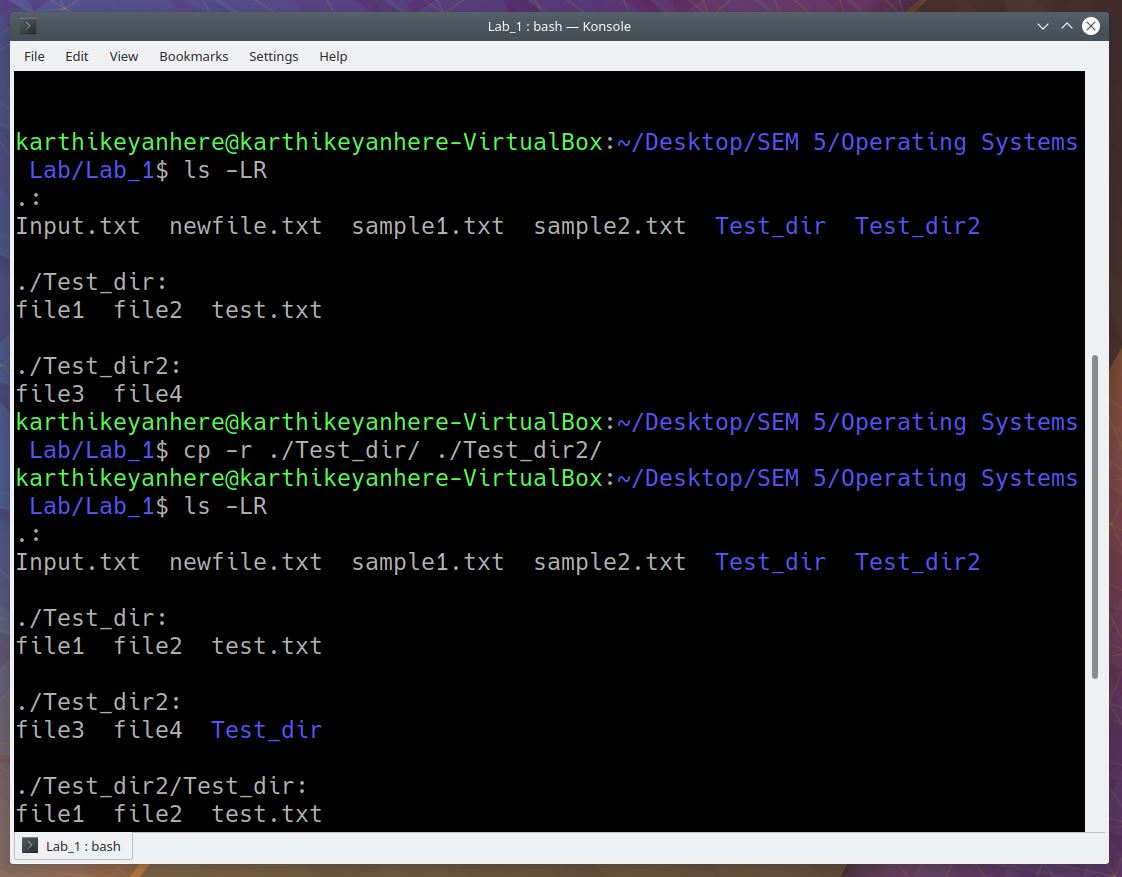 Lab_1 : bash — Konsole
File Edit View Bookmarks Settings Help
karthikeyanhere@karthikeyanhere-VirtualBox:~/Desktop/SEM 5/Operating Systems
 Lab/Lab_1$ ls -LR
.:
Input.txt  newfile.txt  sample1.txt  sample2.txt  Test_dir  Test_dir2

./Test_dir:
file1  file2  test.txt

./Test_dir2:
file3  file4
karthikeyanhere@karthikeyanhere-VirtualBox:~/Desktop/SEM 5/Operating Systems
 Lab/Lab_1$ cp -r ./Test_dir/ ./Test_dir2/
karthikeyanhere@karthikeyanhere-VirtualBox:~/Desktop/SEM 5/Operating Systems
 Lab/Lab_1$ ls -LR
.:
Input.txt  newfile.txt  sample1.txt  sample2.txt  Test_dir  Test_dir2

./Test_dir:
file1  file2  test.txt

./Test_dir2:
file3  file4  Test_dir

./Test_dir2/Test_dir:
file1  file2  test.txt
Lab_1 : bash